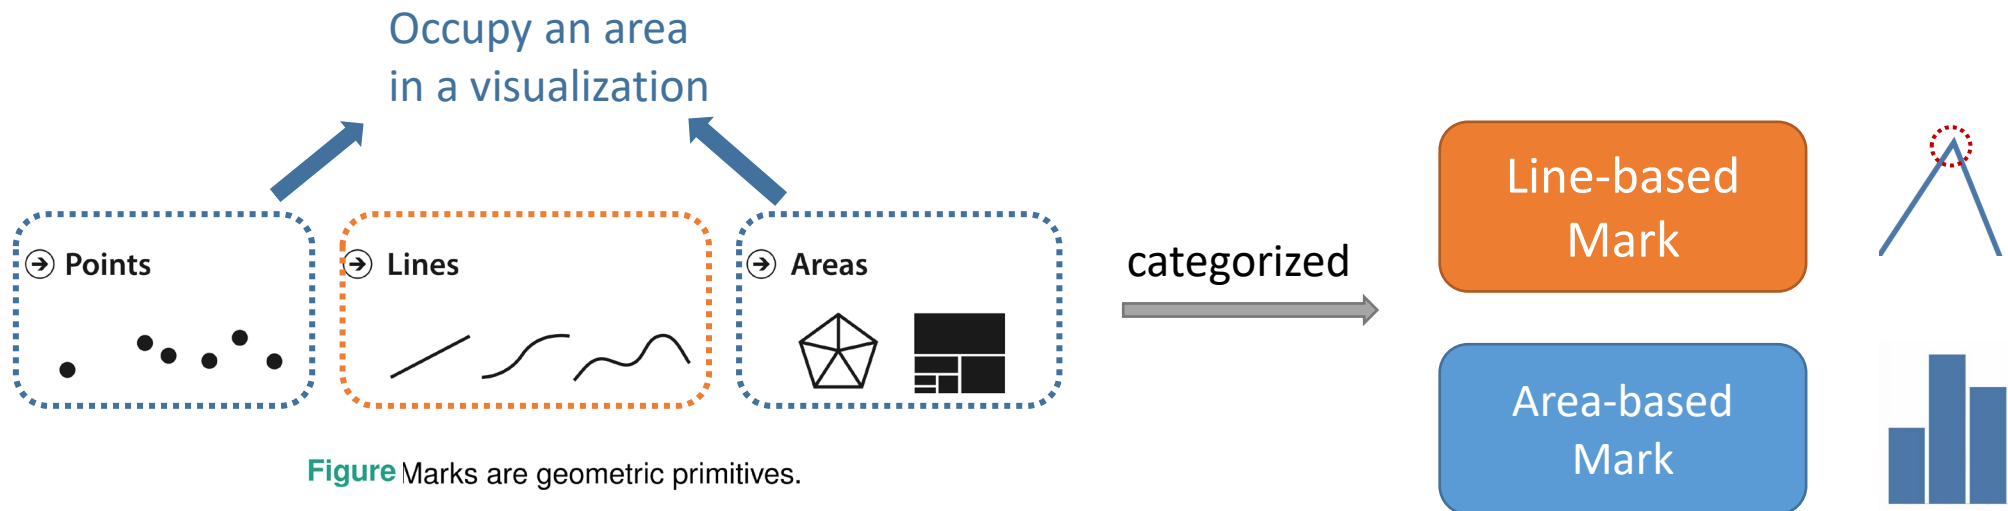 Occupy an area
in a visualization
Points
Lines
Areas
categorized
Line-based
Mark
Area-based
Mark
Figure Marks are geometric primitives.